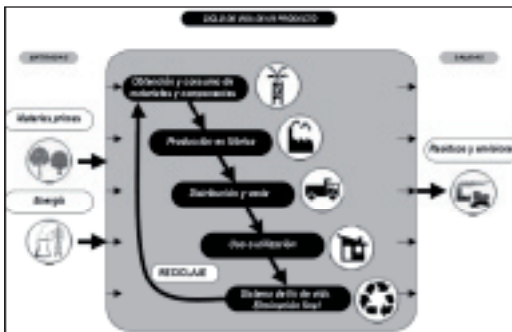 CICLO DE VIDA DE UN PRODUCTO
ENTRADAS
SALIDAS
Obtención y consumo de
materiales y componentes
Materias primas
Producción en fábrica
Residuos y emisiones
Distribución y venta
Energía
Uso o utilización
RECICLAJE
Sistema de fin de vida.
Eliminación final